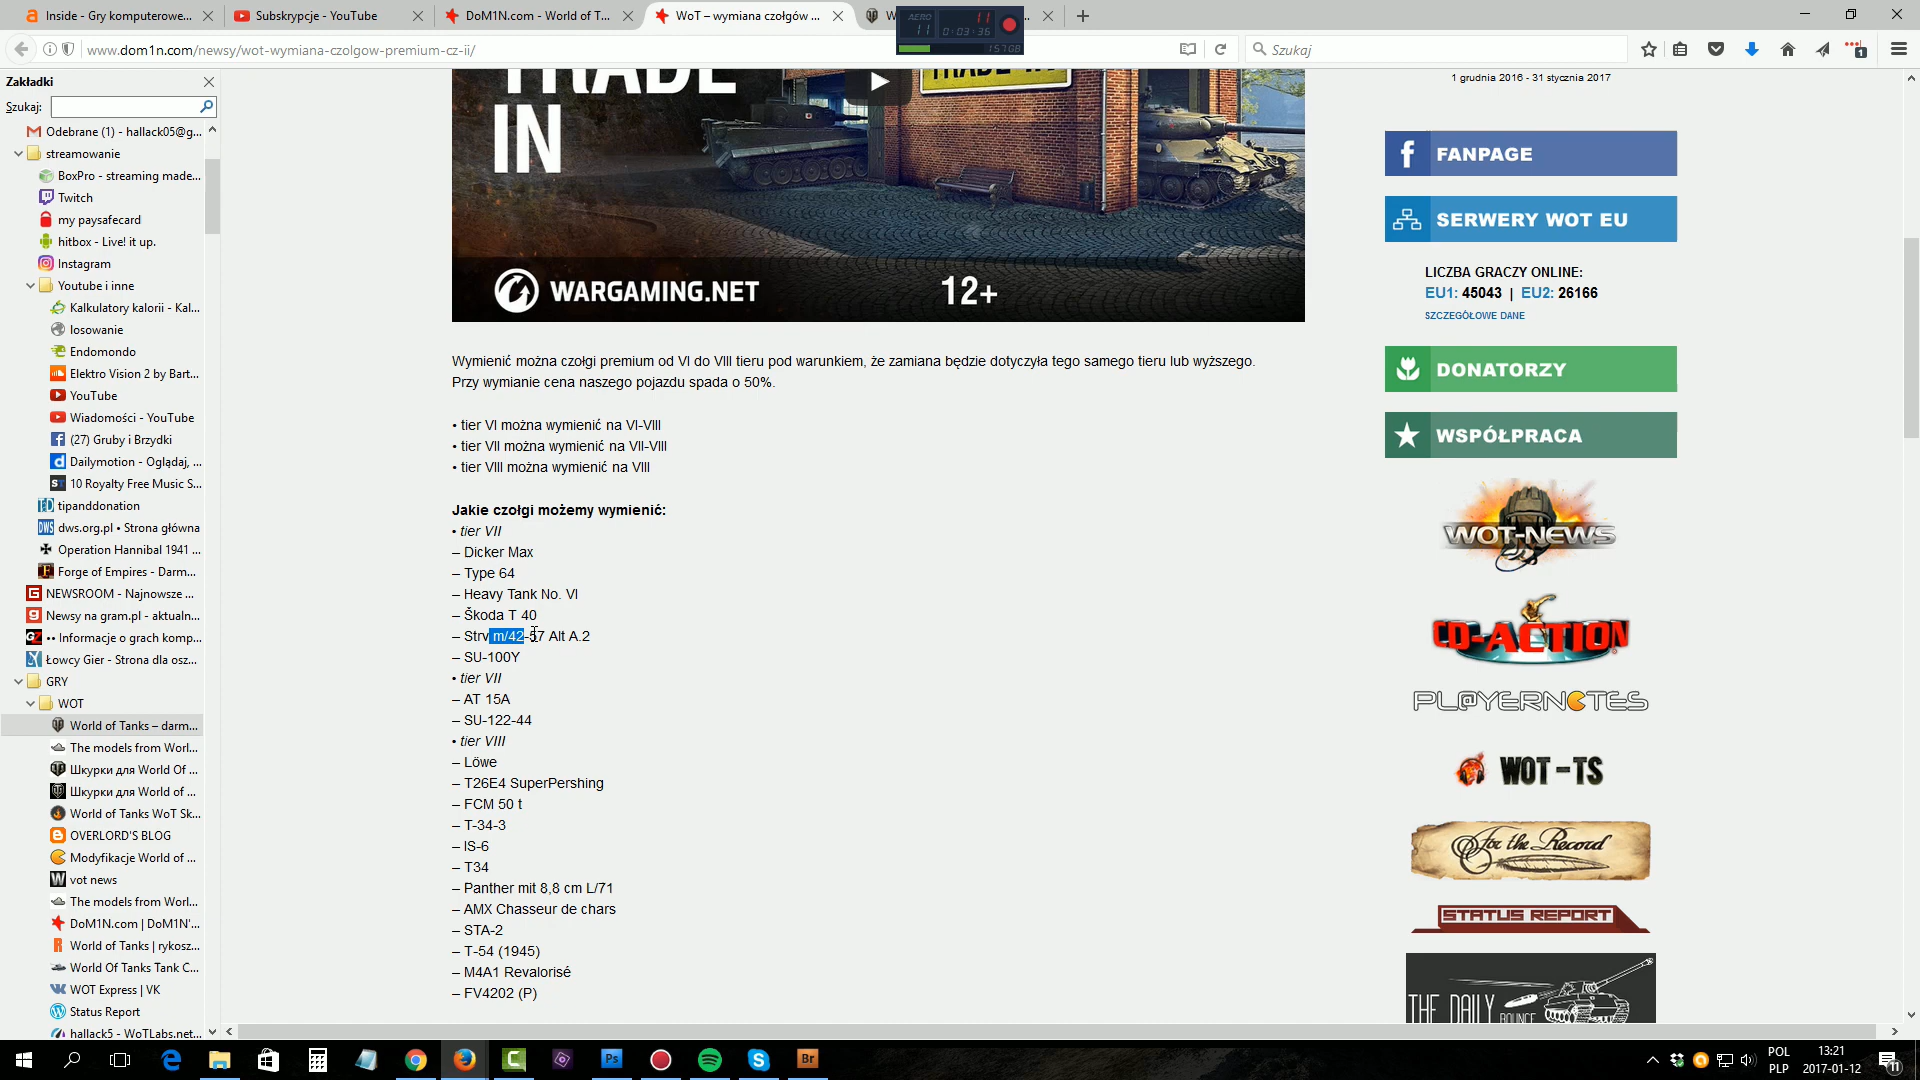 Inside - Gry komputerowe...
Subskrypcje - YouTube
DoM1N.com - World of T...
WoT – wymiana czołgów ...
AERO
11
11
0:03:36
157GB
www.dom1n.com/newsy/wot-wymiana-czolgow-premium-cz-ii/
Szukaj
Zakładki
Szukaj:
Odebrane (1) - hallack05@g...
streamowanie
BoxPro - streaming made...
Twitch
my paysafecard
hitbox - Live! it up.
Instagram
Youtube i inne
Kalkulatory kalorii - Kal...
losowanie
Endomondo
Elektro Vision 2 by Bart...
YouTube
Wiadomości - YouTube
(27) Gruby i Brzydki
Dailymotion - Oglądaj, ...
10 Royalty Free Music S...
tipanddonation
dws.org.pl • Strona główna
Operation Hannibal 1941 ...
Forge of Empires - Darm...
NEWSROOM - Najnowsze ...
Newsy na gram.pl - aktualn...
•• Informacje o grach komp...
Łowcy Gier - Strona dla osz...
GRY
WOT
World of Tanks – darm...
The models from Worl...
Шкурки для World Of ...
Шкурки для World of ...
World of Tanks WoT Sk...
OVERLORD'S BLOG
Modyfikacje World of ...
vot news
The models from Worl...
DoM1N.com | DoM1N'...
World of Tanks | rykosz...
World Of Tanks Tank C...
WOT Express | VK
Status Report
hallack5 - WoTLabs.net...
TRADE
IN
TRADE-IN
WARGAMING.NET
12+
Wymienić można czołgi premium od VI do VIII tieru pod warunkiem, że zamiana będzie dotyczyła tego samego tieru lub wyższego.
Przy wymianie cena naszego pojazdu spada o 50%.
• tier VI można wymienić na VI-VIII
• tier VII można wymienić na VII-VIII
• tier VIII można wymienić na VIII
Jakie czołgi możemy wymienić:
• tier VII
– Dicker Max
– Type 64
– Heavy Tank No. VI
– Škoda T 40
– Strv m/42-57 Alt A.2
– SU-100Y
• tier VII
– AT 15A
– SU-122-44
• tier VIII
– Löwe
– T26E4 SuperPershing
– FCM 50 t
– T-34-3
– IS-6
– T34
– Panther mit 8,8 cm L/71
– AMX Chasseur de chars
– STA-2
– T-54 (1945)
– M4A1 Revalorisé
– FV4202 (P)
1 grudnia 2016 - 31 stycznia 2017
FANPAGE
SERWERY WOT EU
LICZBA GRACZY ONLINE:
EU1: 45043 | EU2: 26166
SZCZEGÓŁOWE DANE
DONATORZY
WSPÓŁPRACA
WOT-NEWS
CD-ACTION
PL@YERNOTES
WOT-TS
For the Record
STATUS REPORT
THE DAILY
BOUNCE
POL
PLP
13:21
2017-01-12
11